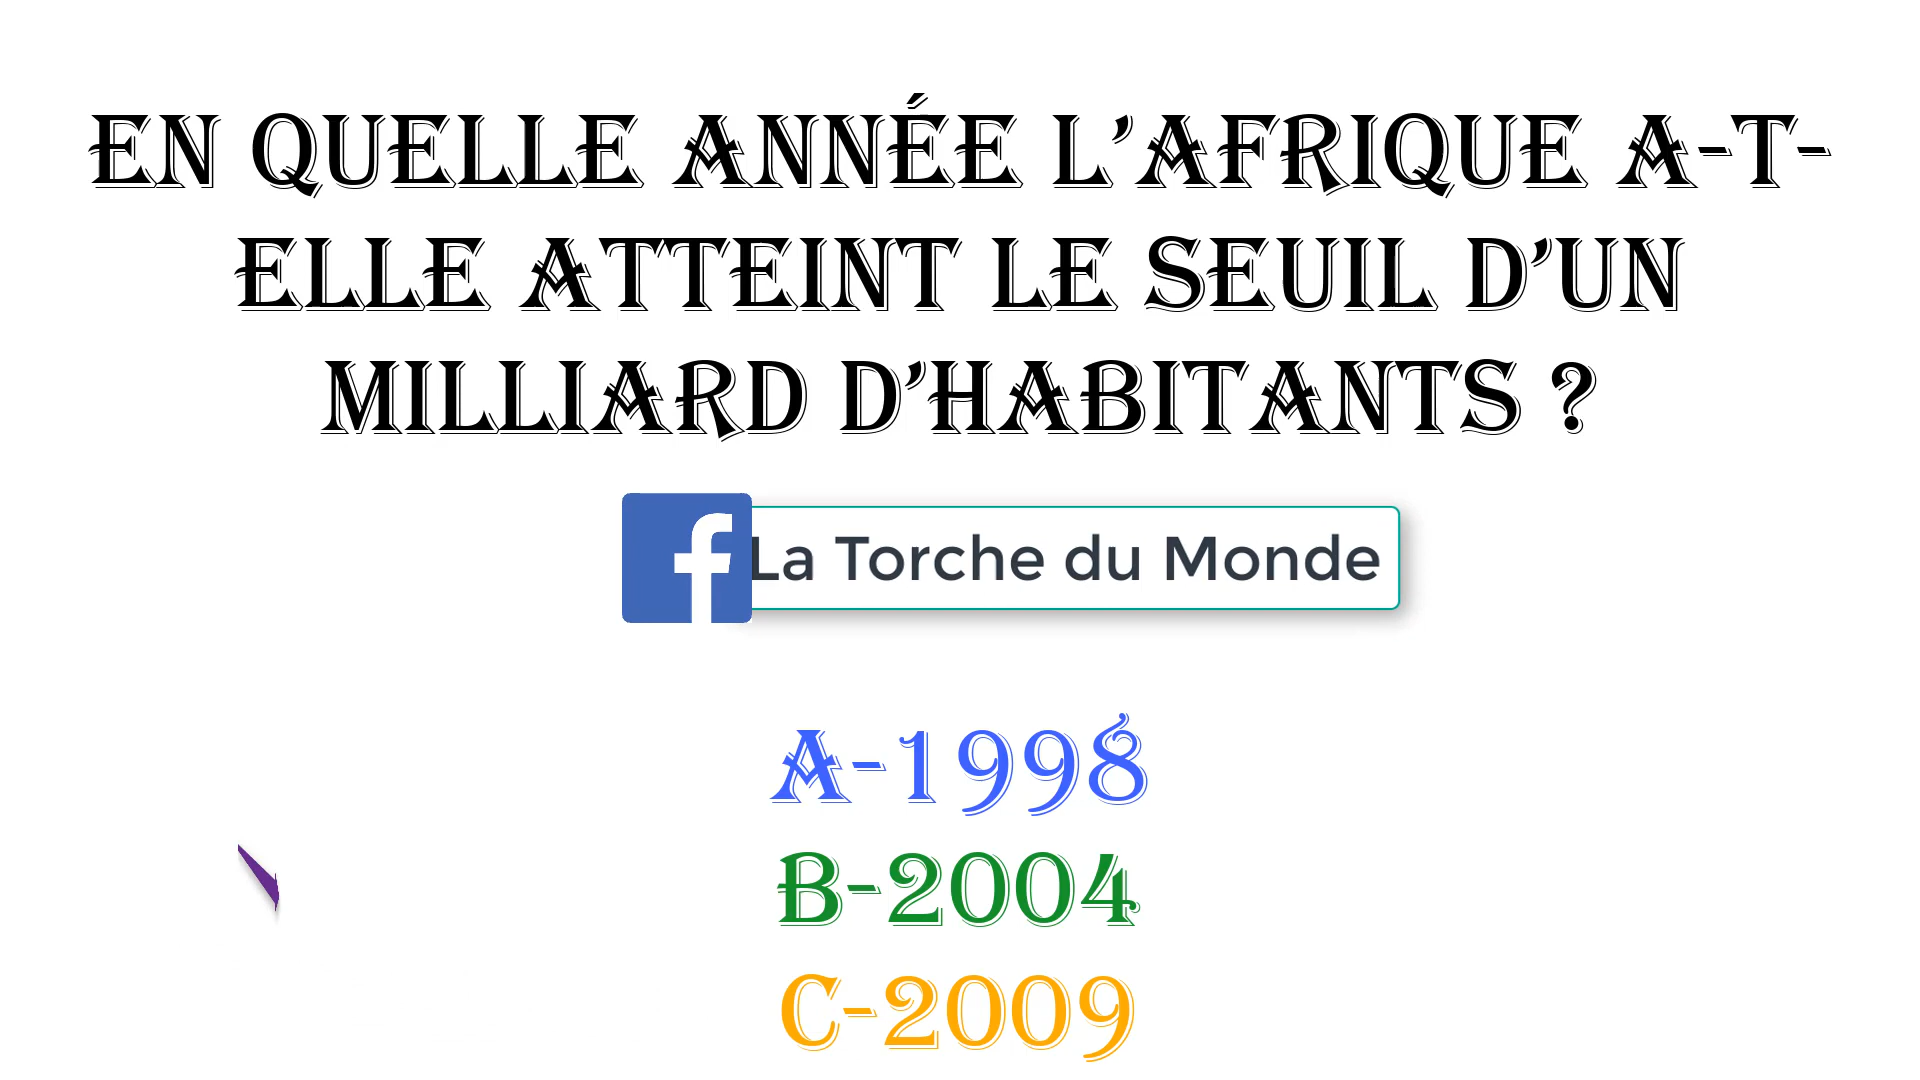 EN QUELLE ANNÉE L’AFRIQUE A-T-
ELLE ATTEINT LE SEUIL D’UN
MILLIARD D’HABITANTS ?
La Torche du Monde
A-1998
B-2004
C-2009